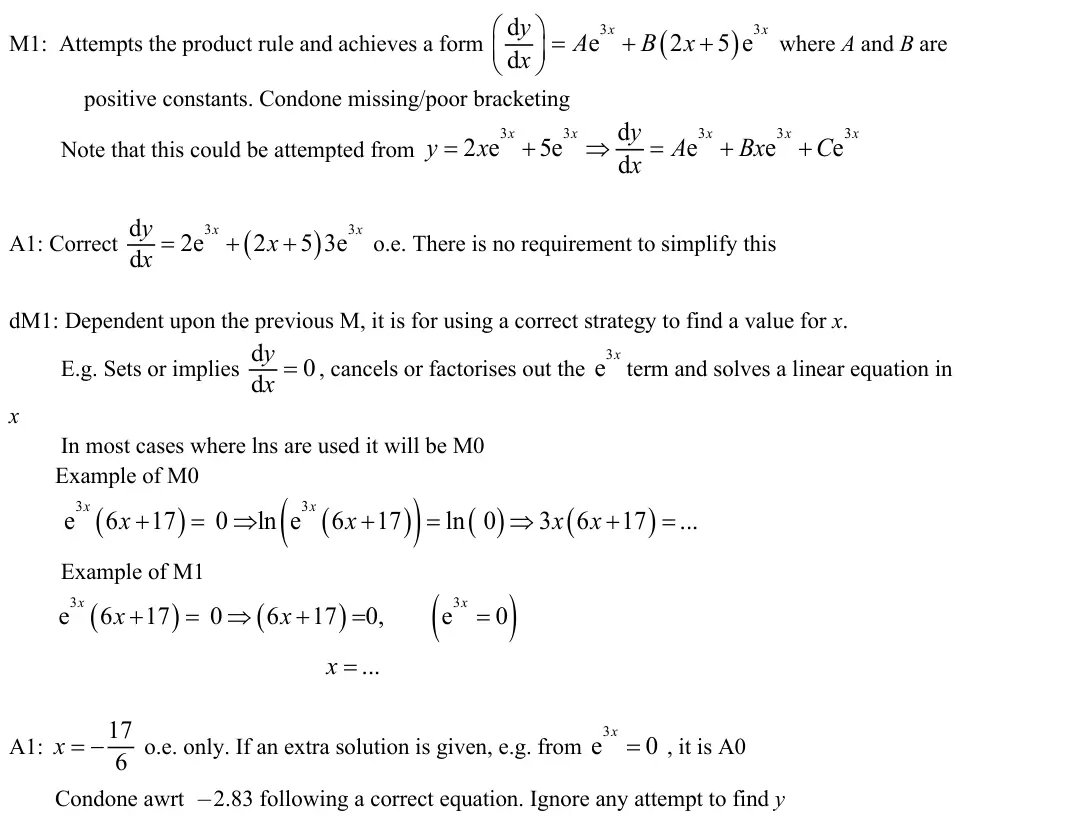 M1: Attempts the product rule and achieves a form (dy/dx) = Ae^{3x} + B(2x+5)e^{3x} where A and B are
positive constants. Condone missing/poor bracketing
Note that this could be attempted from y = 2xe^{3x} + 5e^{3x} ⇒ dy/dx = Ae^{3x} + Bxe^{3x} + Ce^{3x}
A1: Correct dy/dx = 2e^{3x} + (2x+5)3e^{3x} o.e. There is no requirement to simplify this
dM1: Dependent upon the previous M, it is for using a correct strategy to find a value for x.
E.g. Sets or implies dy/dx = 0, cancels or factorises out the e^{3x} term and solves a linear equation in
x
In most cases where lns are used it will be M0
Example of M0
e^{3x}(6x+17) = 0 ⇒ ln(e^{3x}(6x+17)) = ln(0) ⇒ 3x(6x+17) = ...
Example of M1
e^{3x}(6x+17) = 0 ⇒ (6x+17) =0, (e^{3x} = 0)
x = ...
A1: x = −17/6 o.e. only. If an extra solution is given, e.g. from e^{3x} = 0 , it is A0
Condone awrt −2.83 following a correct equation. Ignore any attempt to find y